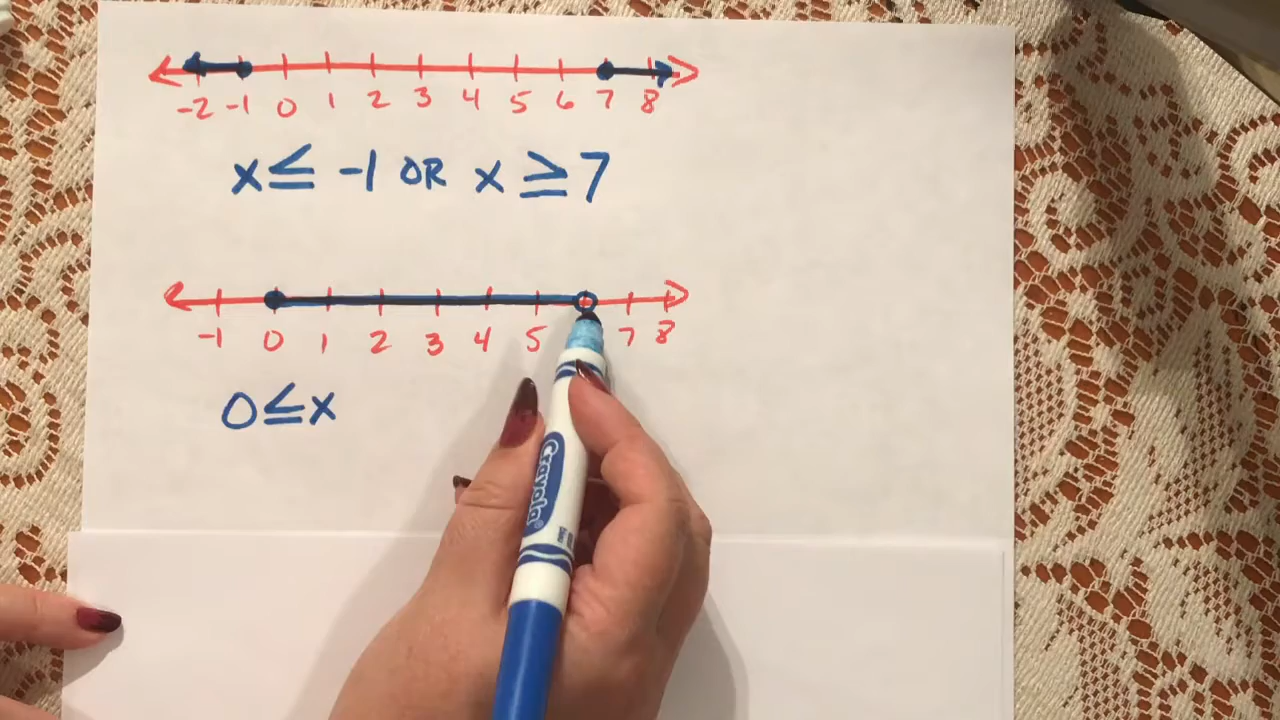 -2 -1 0 1 2 3 4 5 6 7 8
x ≤ -1 OR x ≥ 7
-1 0 1 2 3 4 5 7 8
0 ≤ x
Crayola